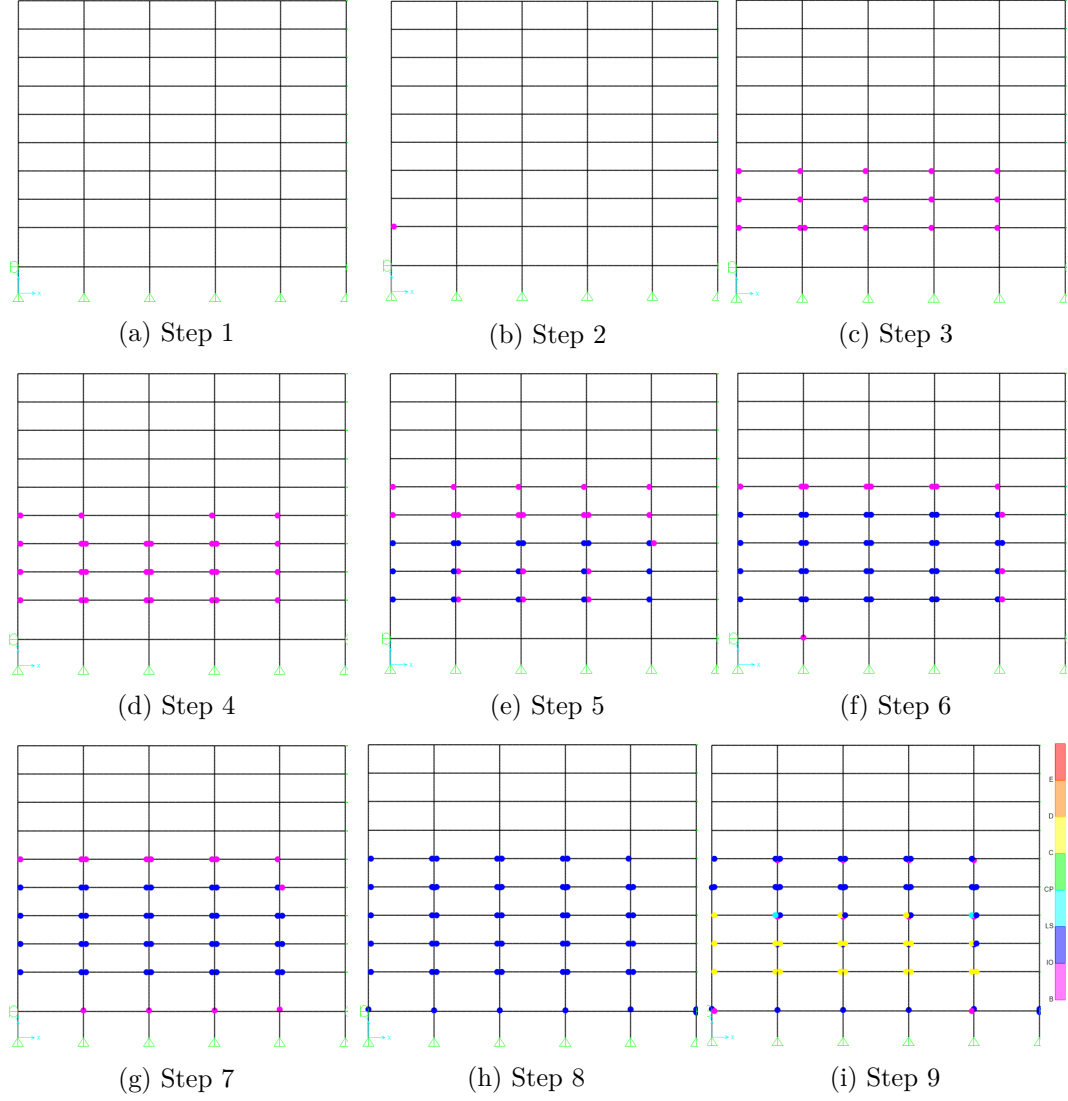 x
x
(a) Step 1
(b) Step 2
(c) Step 3
x
x
(d) Step 4
(e) Step 5
(f) Step 6
E
D
C
CP
LS
IO
B
x
x
(g) Step 7
(h) Step 8
(i) Step 9